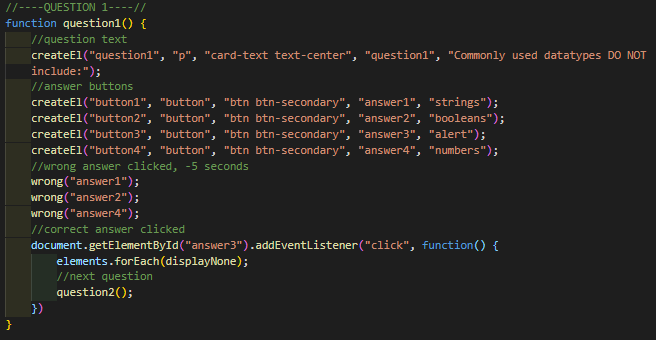 //----QUESTION 1----//
function question1() {
//question text
createEl("question1", "p", "card-text text-center", "question1", "Commonly used datatypes DO NOT
include:");
//answer buttons
createEl("button1", "button", "btn btn-secondary", "answer1", "strings");
createEl("button2", "button", "btn btn-secondary", "answer2", "booleans");
createEl("button3", "button", "btn btn-secondary", "answer3", "alert");
createEl("button4", "button", "btn btn-secondary", "answer4", "numbers");
//wrong answer clicked, -5 seconds
wrong("answer1");
wrong("answer2");
wrong("answer4");
//correct answer clicked
document.getElementById("answer3").addEventListener("click", function() {
elements.forEach(displayNone);
//next question
question2();
})
}